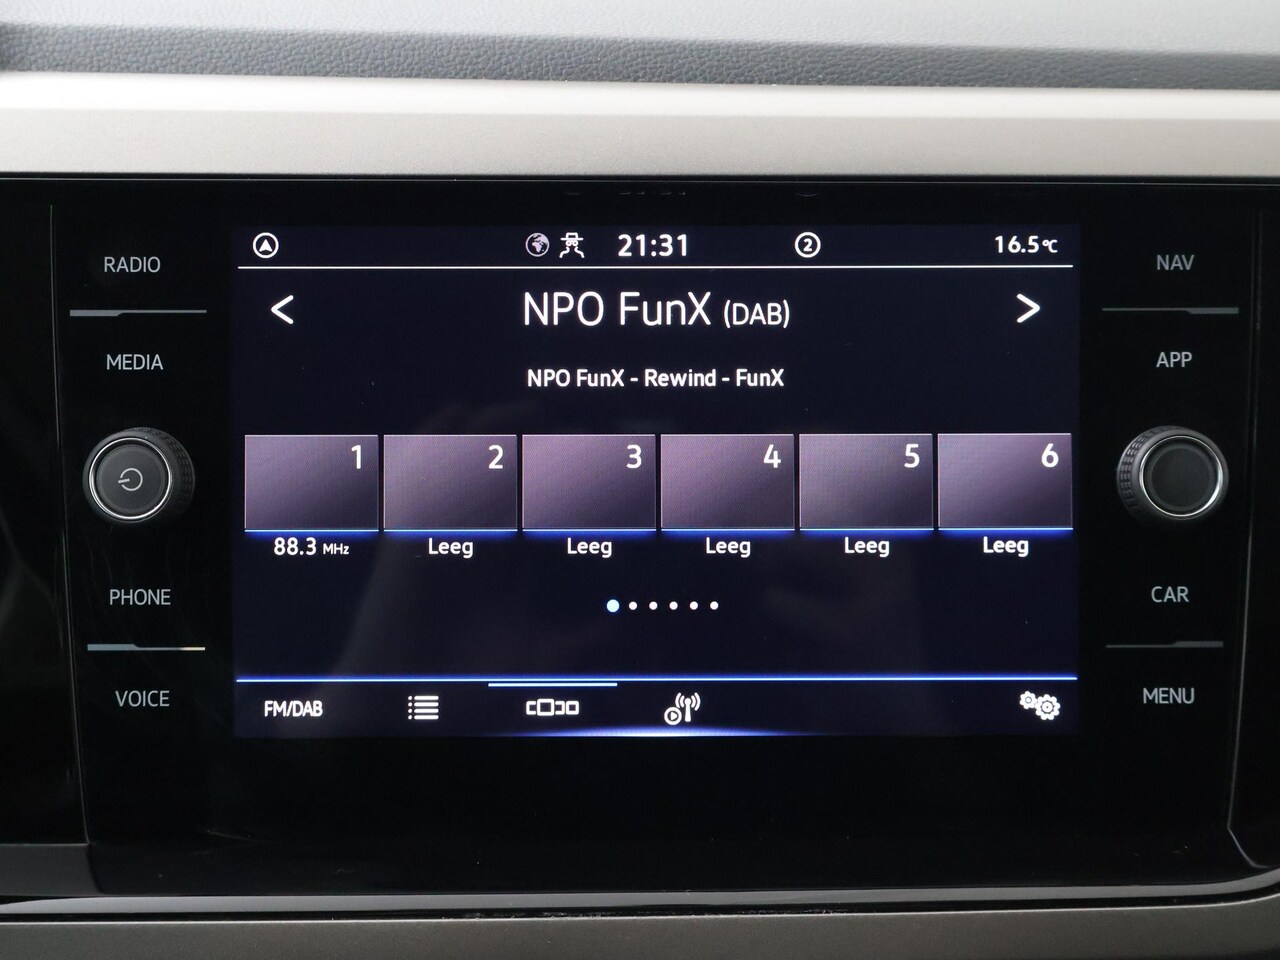 RADIO
MEDIA
PHONE
VOICE
21:31
2
16.5°C
< NPO FunX (DAB) >
NPO FunX - Rewind - FunX
1 2 3 4 5 6
88.3 MHz Leeg Leeg Leeg Leeg Leeg
FM/DAB
NAV
APP
CAR
MENU